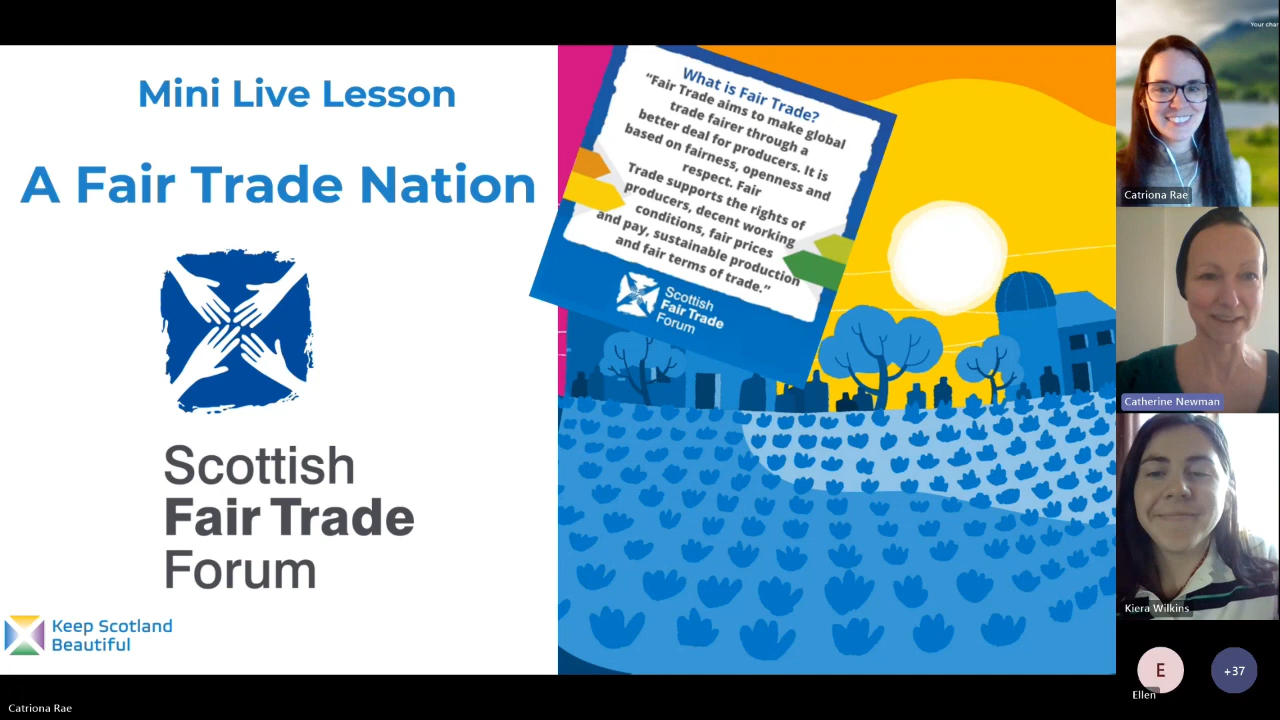 Mini Live Lesson
A Fair Trade Nation
Scottish
Fair Trade
Forum
Keep Scotland
Beautiful
What is Fair Trade?
“Fair Trade aims to make global
trade fairer through a
better deal for producers. It is
based on fairness, openness and
respect. Fair
Trade supports the rights of
producers, decent working
conditions, fair prices
and pay, sustainable production
and fair terms of trade.”
Scottish
Fair Trade
Forum
Catriona Rae
Catherine Newman
Kiera Wilkins
E
Ellen
+37
Catriona Rae